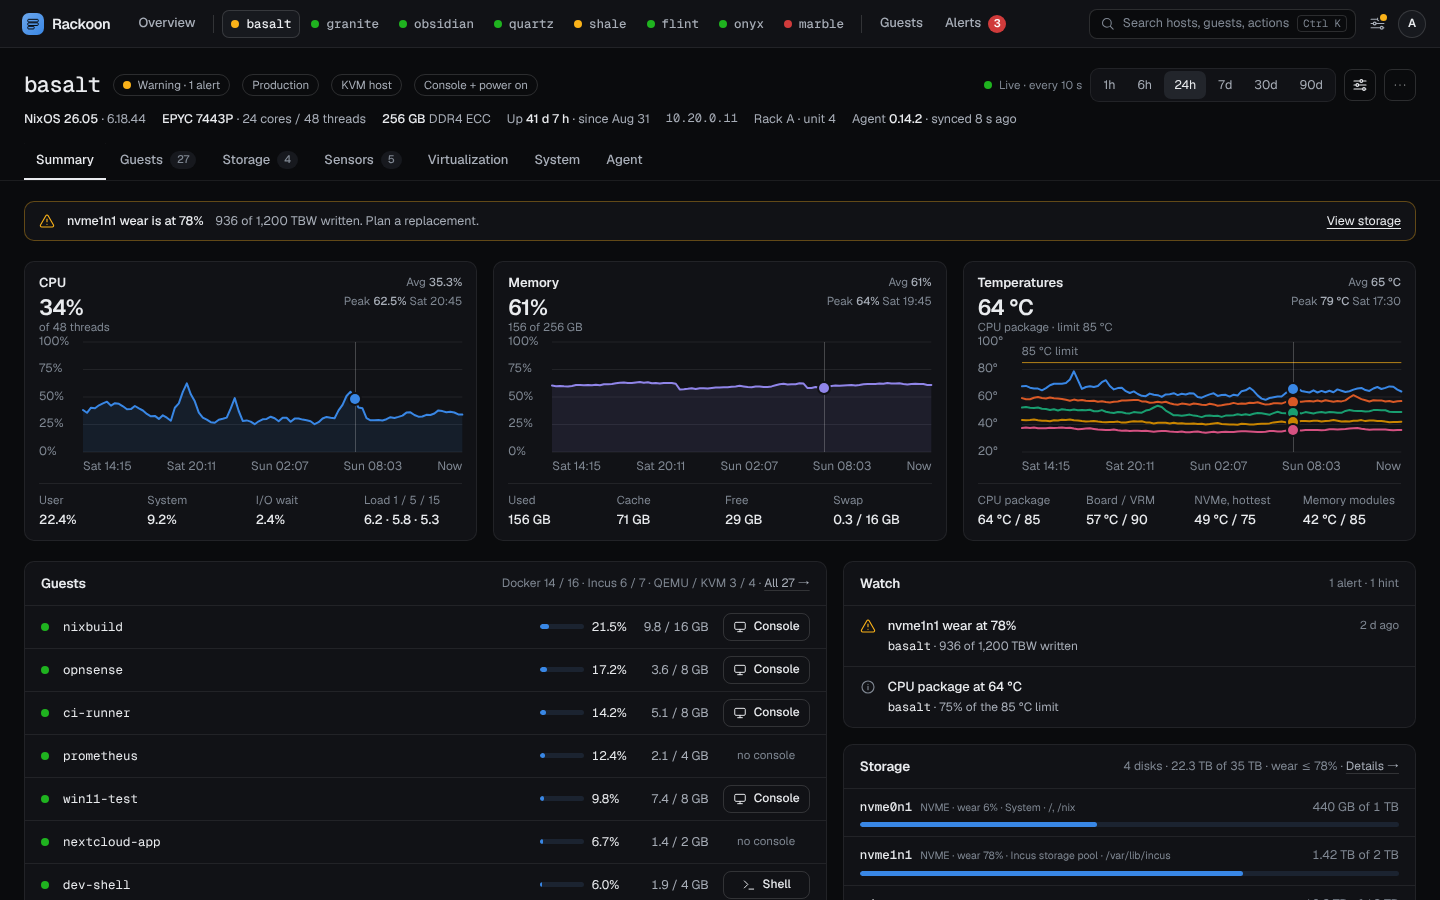 Rackoon Overview basalt granite obsidian quartz shale flint onyx marble Guests Alerts 3 Search hosts, guests, actions Ctrl K A
basalt Warning · 1 alert Production KVM host Console + power on Live · every 10 s 1h 6h 24h 7d 30d 90d ···
NixOS 26.05 · 6.18.44 EPYC 7443P · 24 cores / 48 threads 256 GB DDR4 ECC Up 41 d 7 h · since Aug 31 10.20.0.11 Rack A · unit 4 Agent 0.14.2 · synced 8 s ago
Summary Guests 27 Storage 4 Sensors 5 Virtualization System Agent
nvme1n1 wear is at 78% 936 of 1,200 TBW written. Plan a replacement. View storage
CPU Avg 35.3%
34% Peak 62.5% Sat 20:45
of 48 threads
100%
75%
50%
25%
0%
Sat 14:15 Sat 20:11 Sun 02:07 Sun 08:03 Now
User System I/O wait Load 1 / 5 / 15
22.4% 9.2% 2.4% 6.2 · 5.8 · 5.3
Memory Avg 61%
61% Peak 64% Sat 19:45
156 of 256 GB
100%
75%
50%
25%
0%
Sat 14:15 Sat 20:11 Sun 02:07 Sun 08:03 Now
Used Cache Free Swap
156 GB 71 GB 29 GB 0.3 / 16 GB
Temperatures Avg 65 °C
64 °C Peak 79 °C Sat 17:30
CPU package · limit 85 °C
100°
85 °C limit
80°
60°
40°
20°
Sat 14:15 Sat 20:11 Sun 02:07 Sun 08:03 Now
CPU package Board / VRM NVMe, hottest Memory modules
64 °C / 85 57 °C / 90 49 °C / 75 42 °C / 85
Guests Docker 14 / 16 · Incus 6 / 7 · QEMU / KVM 3 / 4 · All 27 →
nixbuild 21.5% 9.8 / 16 GB Console
opnsense 17.2% 3.6 / 8 GB Console
ci-runner 14.2% 5.1 / 8 GB Console
prometheus 12.4% 2.1 / 4 GB no console
win11-test 9.8% 7.4 / 8 GB Console
nextcloud-app 6.7% 1.4 / 2 GB no console
dev-shell 6.0% 1.9 / 4 GB Shell
Watch 1 alert · 1 hint
nvme1n1 wear at 78% 2 d ago
basalt · 936 of 1,200 TBW written
CPU package at 64 °C
basalt · 75% of the 85 °C limit
Storage 4 disks · 22.3 TB of 35 TB · wear ≤ 78% · Details →
nvme0n1 NVME · wear 6% · System · /, /nix 440 GB of 1 TB
nvme1n1 NVME · wear 78% · Incus storage pool · /var/lib/incus 1.42 TB of 2 TB